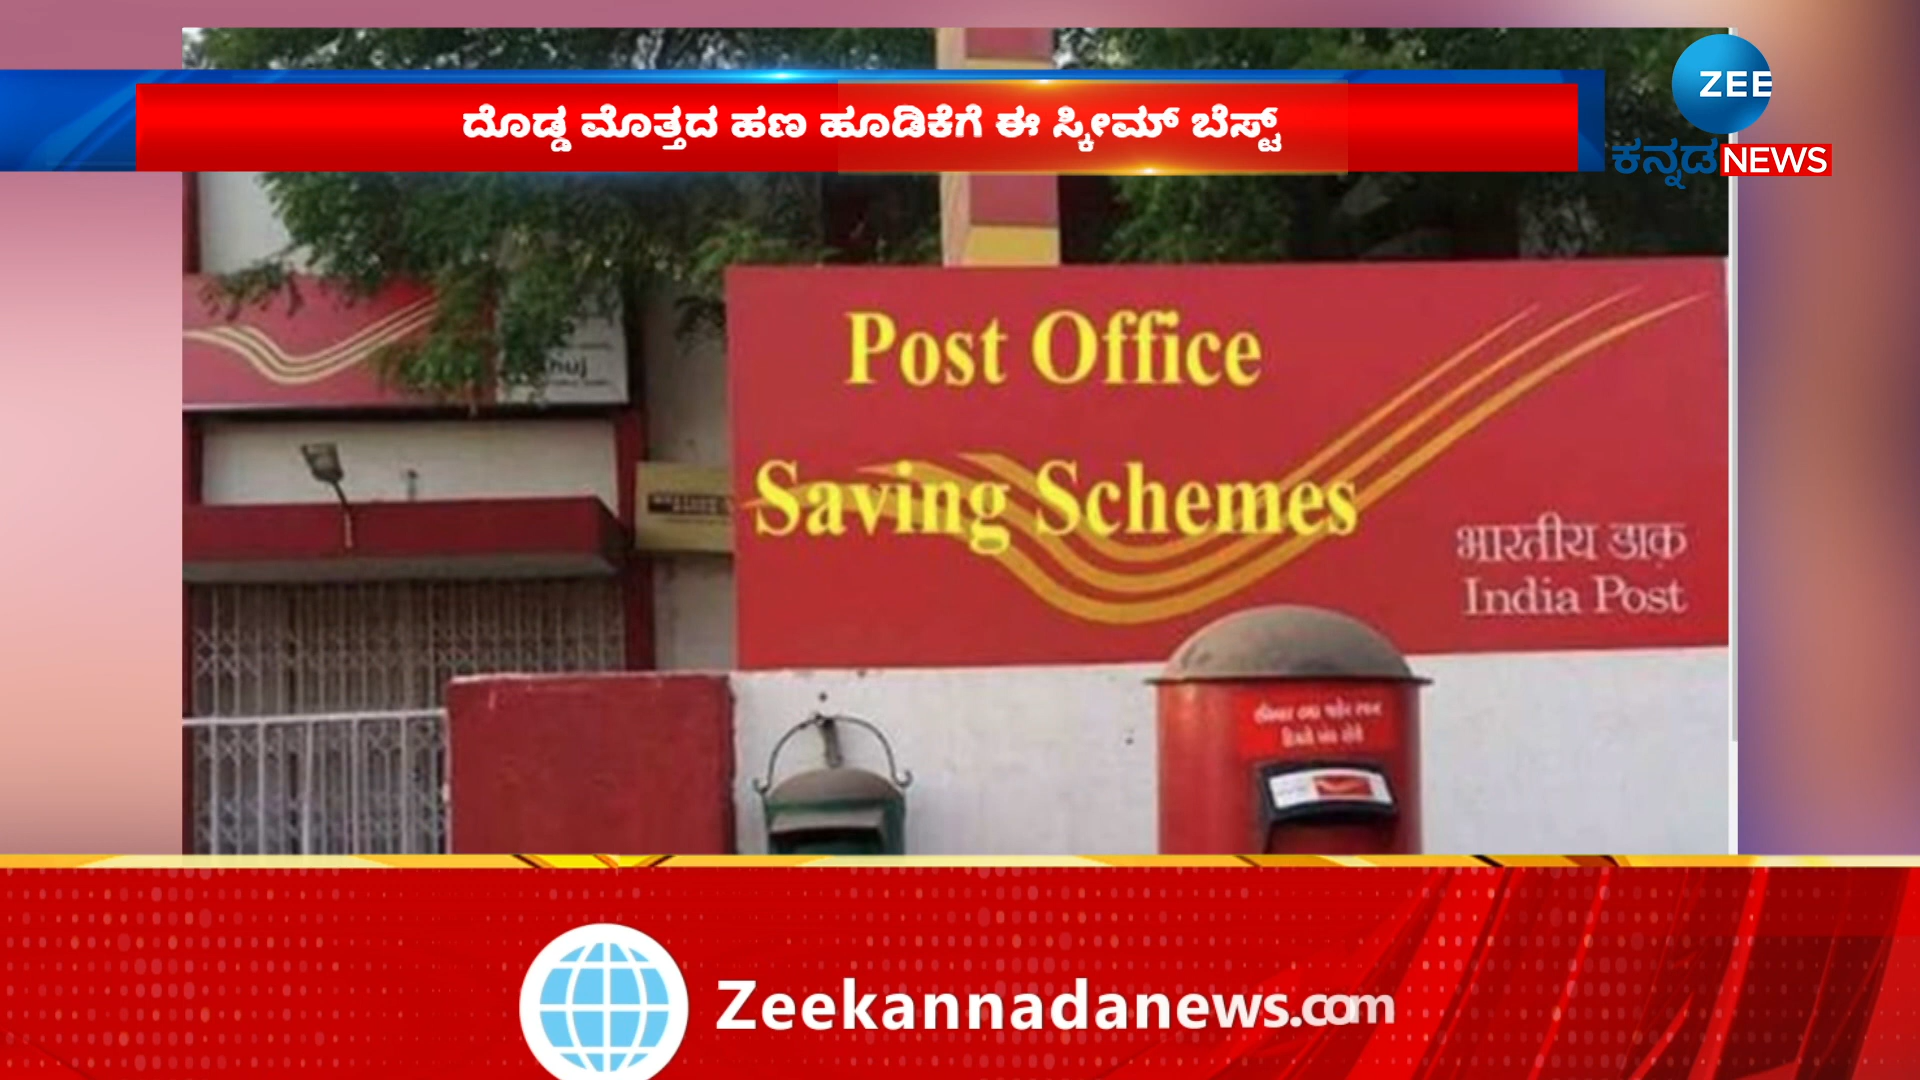 ದೊಡ್ಡ ಮೊತ್ತದ ಹಣ ಹೂಡಿಕೆಗೆ ಈ ಸ್ಕೀಮ್ ಬೆಸ್ಟ್
ZEE
ಕನ್ನಡ NEWS
Post Office
Saving Schemes
भारतीय डाक
India Post
Zeekannadanews.com